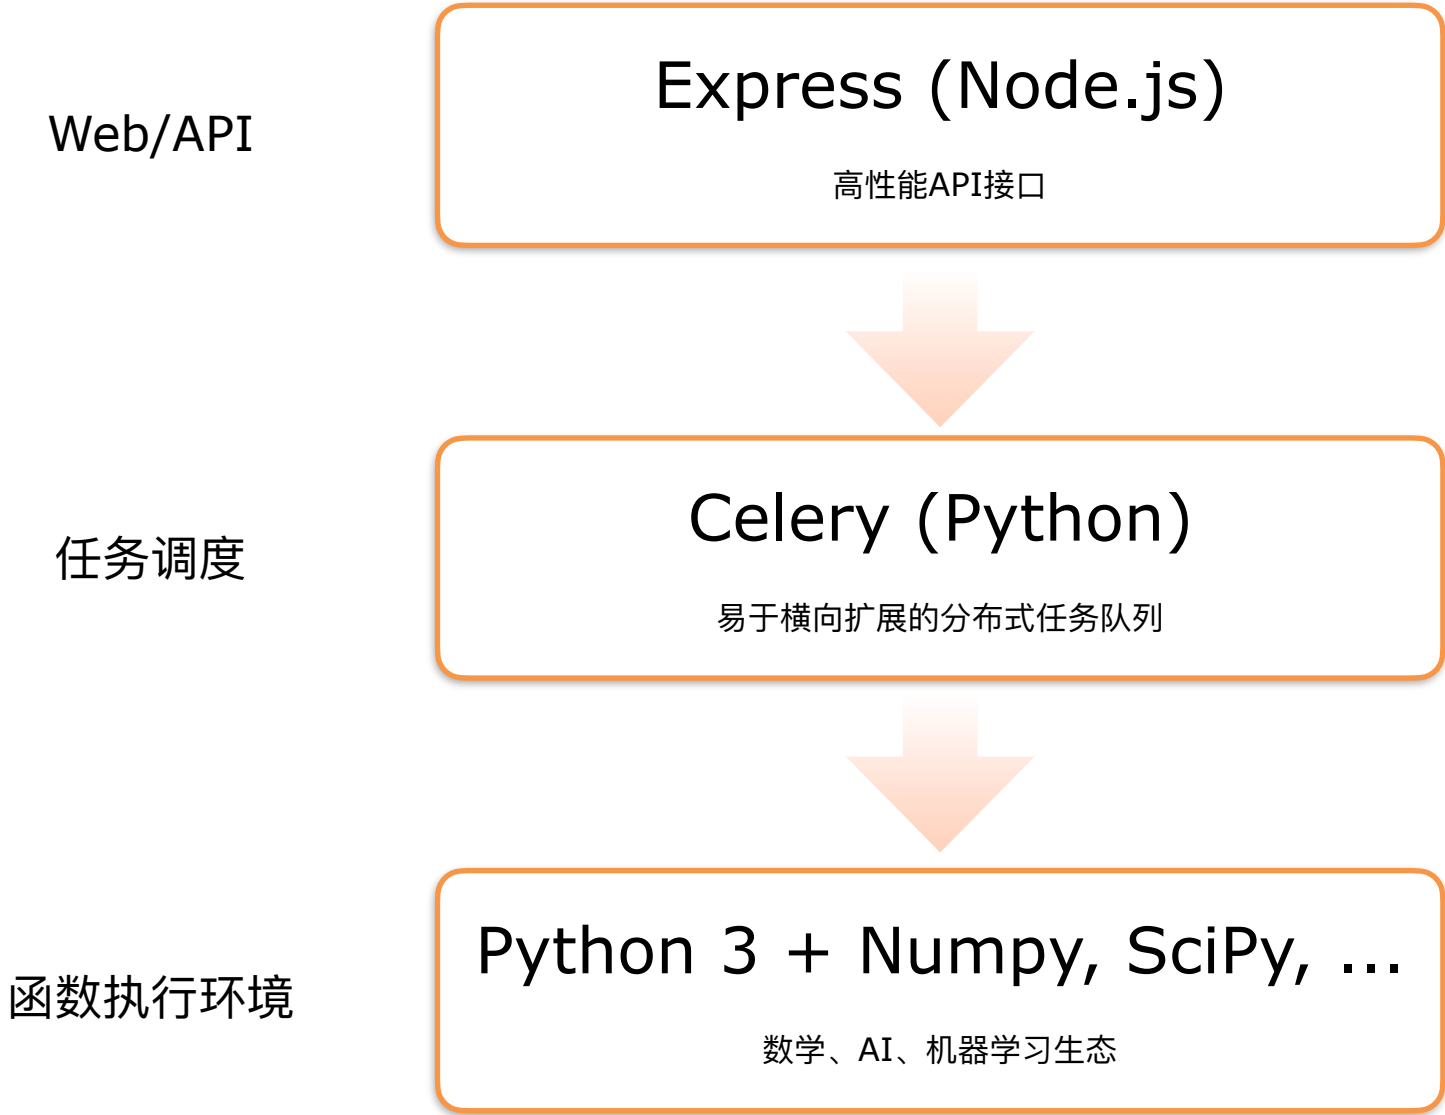 Web/API
Express (Node.js)
高性能API接口
任务调度
Celery (Python)
易于横向扩展的分布式任务队列
函数执行环境
Python 3 + Numpy, SciPy, ...
数学、AI、机器学习生态